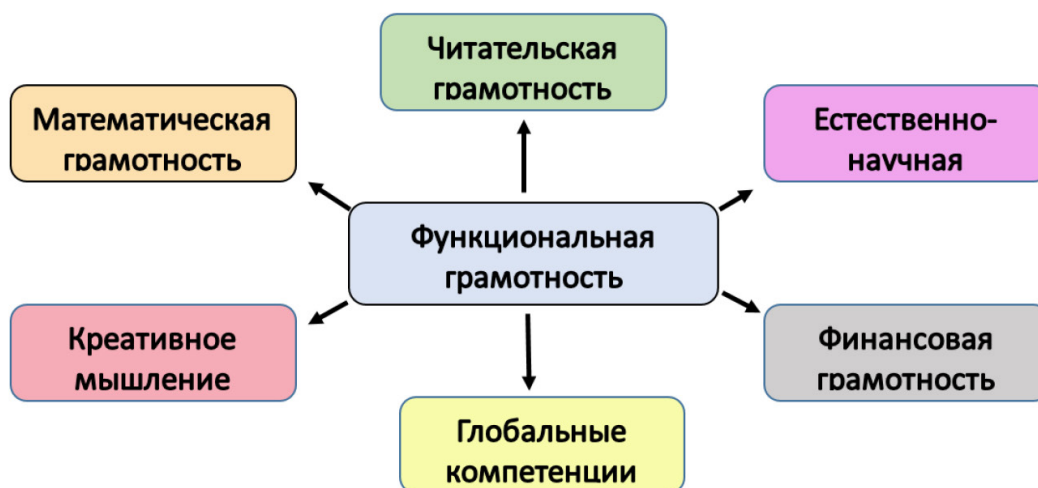 Читательская
грамотность
Математическая
грамотность
Естественно-
научная
Функциональная
грамотность
Креативное
мышление
Финансовая
грамотность
Глобальные
компетенции